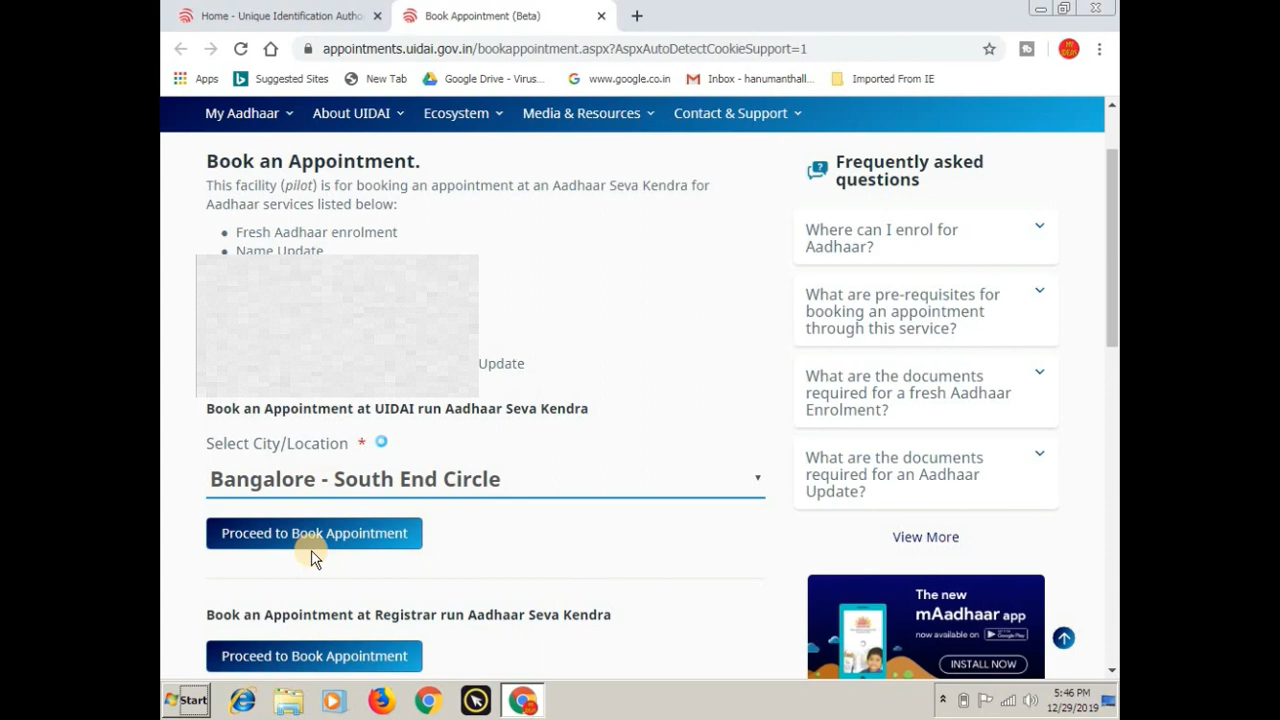 Home - Unique Identification Autho
Book Appointment (Beta)
appointments.uidai.gov.in/bookappointment.aspx?AspxAutoDetectCookieSupport=1
MY IDEAS
Apps
Suggested Sites
New Tab
Google Drive - Virus...
www.google.co.in
Inbox - hanumanthall...
Imported From IE
My Aadhaar
About UIDAI
Ecosystem
Media & Resources
Contact & Support
Book an Appointment.
This facility (pilot) is for booking an appointment at an Aadhaar Seva Kendra for
Aadhaar services listed below:
Fresh Aadhaar enrolment
Name Update
Update
Book an Appointment at UIDAI run Aadhaar Seva Kendra
Select City/Location *
Bangalore - South End Circle
Proceed to Book Appointment
Book an Appointment at Registrar run Aadhaar Seva Kendra
Proceed to Book Appointment
Frequently asked
questions
Where can I enrol for
Aadhaar?
What are pre-requisites for
booking an appointment
through this service?
What are the documents
required for a fresh Aadhaar
Enrolment?
What are the documents
required for an Aadhaar
Update?
View More
The new
mAadhaar app
now available on Google Play
INSTALL NOW
Start
5:46 PM
12/29/2019